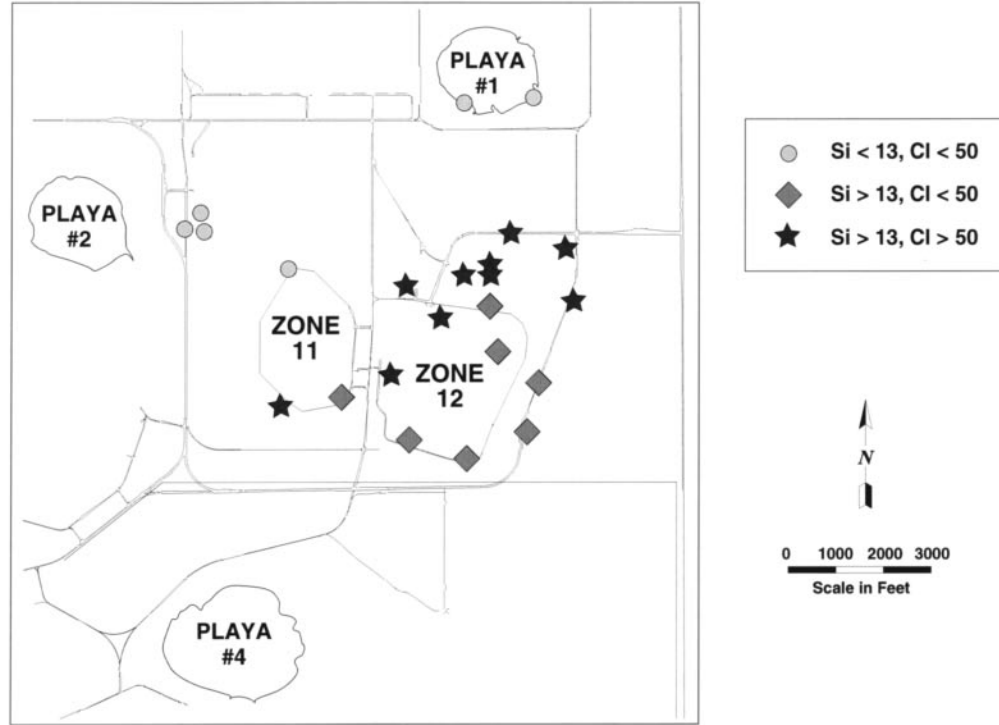 PLAYA
#1
PLAYA
#2
ZONE
11
ZONE
12
PLAYA
#4
Si < 13, Cl < 50
Si > 13, Cl < 50
Si > 13, Cl > 50
N
0 1000 2000 3000
Scale in Feet